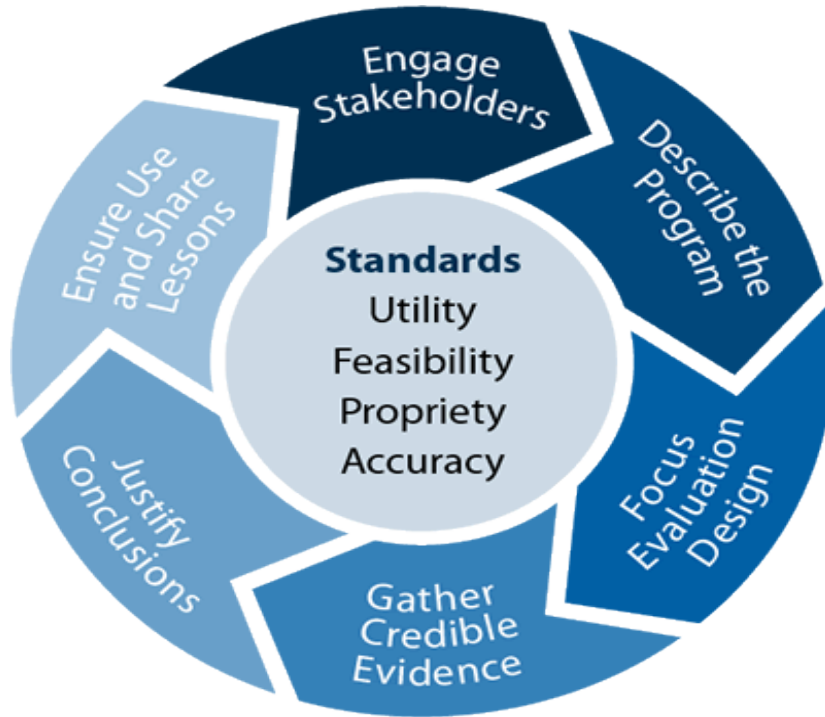 Engage
Stakeholders
Describe the
Program
Focus
Evaluation
Design
Gather
Credible
Evidence
Justify
Conclusions
Ensure Use
and Share
Lessons
Standards
Utility
Feasibility
Propriety
Accuracy